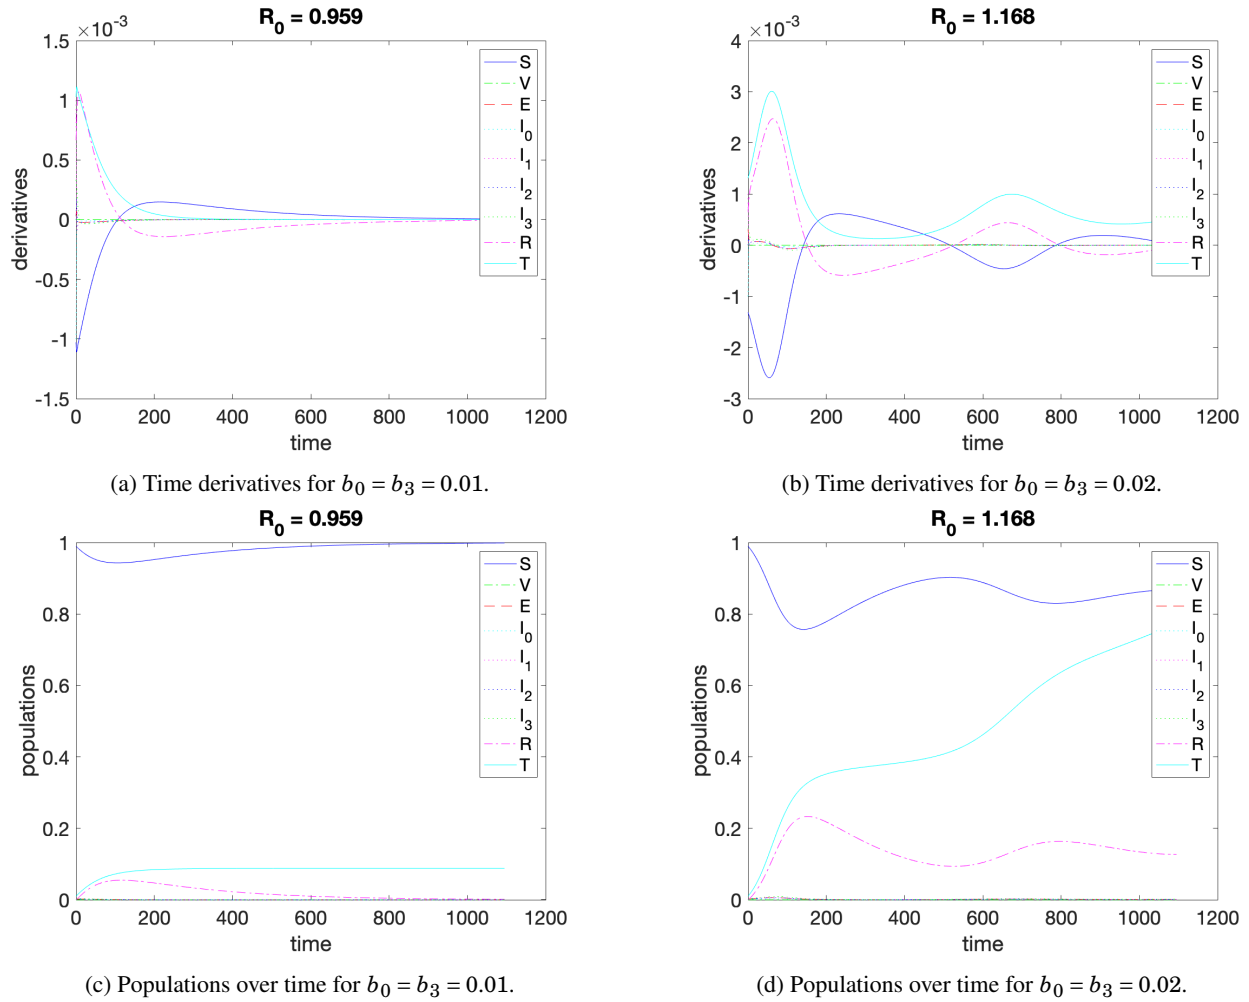 R0 = 0.959
×10-3
1.5
1
0.5
0
-0.5
-1
-1.5
derivatives
0 200 400 600 800 1000 1200
time
S
V
E
I0
I1
I2
I3
R
T
(a) Time derivatives for b0 = b3 = 0.01.
R0 = 1.168
×10-3
4
3
2
1
0
-1
-2
-3
derivatives
0 200 400 600 800 1000 1200
time
S
V
E
I0
I1
I2
I3
R
T
(b) Time derivatives for b0 = b3 = 0.02.
R0 = 0.959
1
0.8
0.6
0.4
0.2
0
populations
0 200 400 600 800 1000 1200
time
S
V
E
I0
I1
I2
I3
R
T
(c) Populations over time for b0 = b3 = 0.01.
R0 = 1.168
1
0.8
0.6
0.4
0.2
0
populations
0 200 400 600 800 1000 1200
time
S
V
E
I0
I1
I2
I3
R
T
(d) Populations over time for b0 = b3 = 0.02.